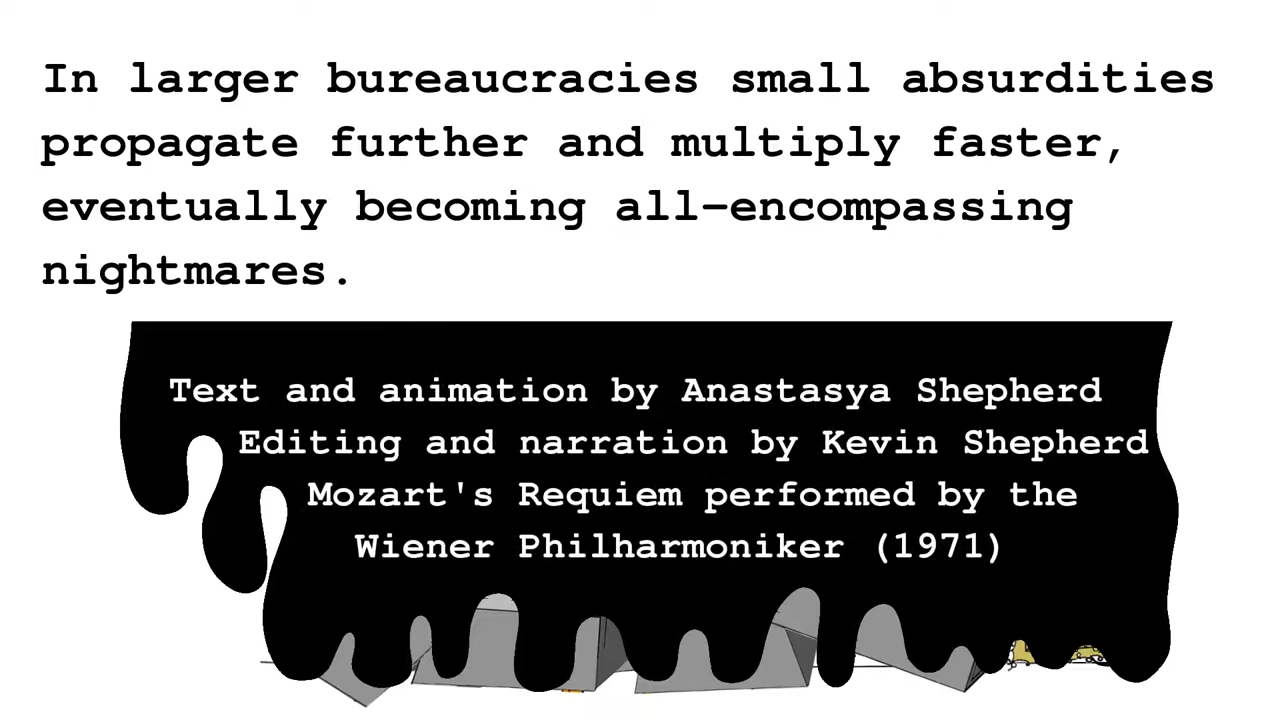 In larger bureaucracies small absurdities
propagate further and multiply faster,
eventually becoming all-encompassing
nightmares.
Text and animation by Anastasya Shepherd
Editing and narration by Kevin Shepherd
Mozart's Requiem performed by the
Wiener Philharmoniker (1971)